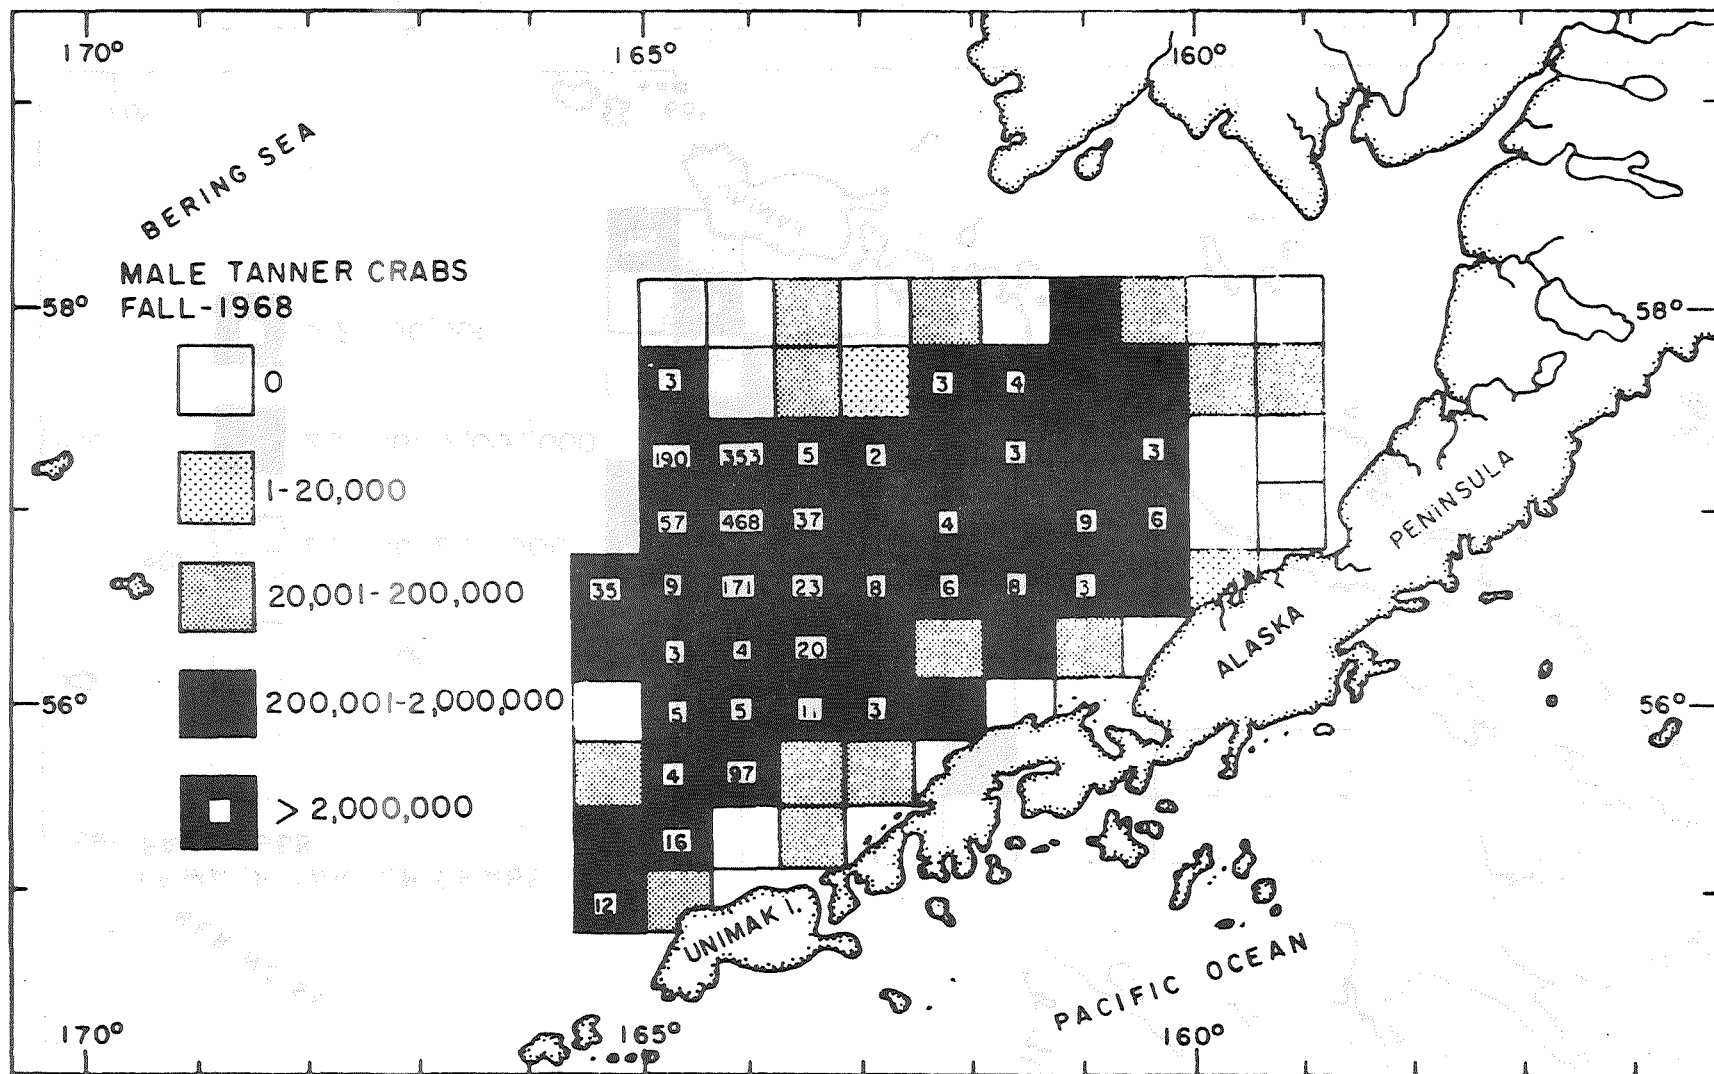 170° 165° 160°
BERING SEA
MALE TANNER CRABS
FALL-1968
58° 58°
0
3 3 4
190 353 5 2 3 3
1-20,000
57 468 37 4 9 6
PENINSULA
35 9 171 23 8 6 8 3
20,001-200,000
3 4 20
ALASKA
200,001-2,000,000
56° 56°
5 5 11 3
4 97
> 2,000,000
16
12
UNIMAK I.
PACIFIC OCEAN
170° 165° 160°